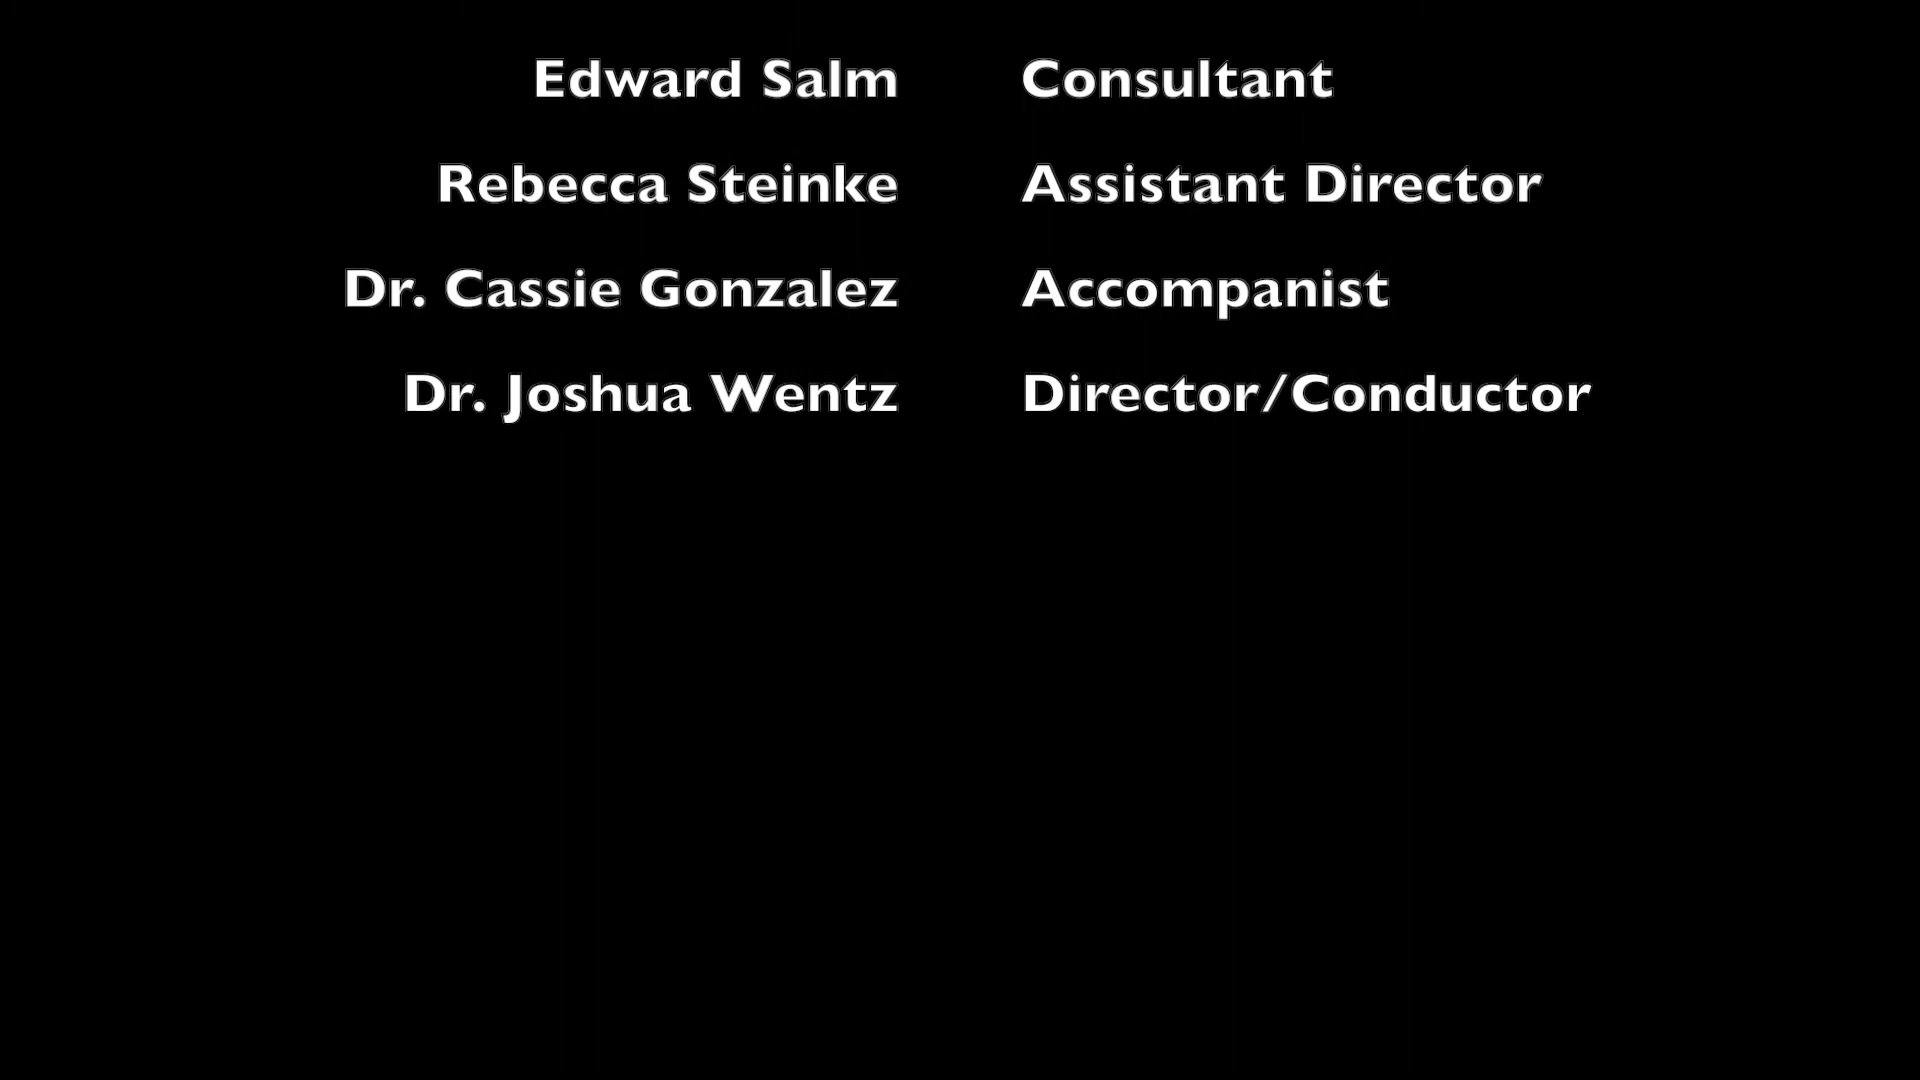 Edward Salm Consultant
Rebecca Steinke Assistant Director
Dr. Cassie Gonzalez Accompanist
Dr. Joshua Wentz Director/Conductor